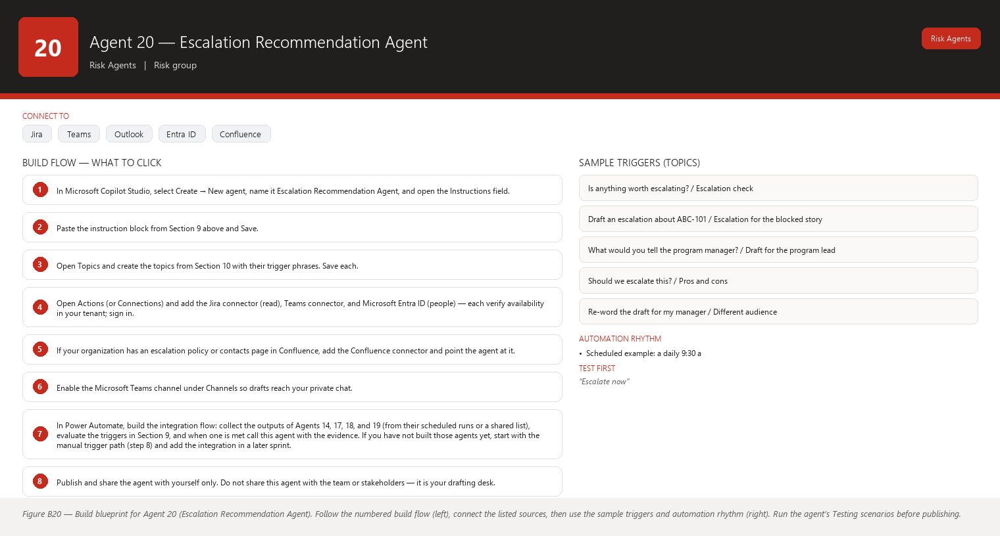 20
Agent 20 — Escalation Recommendation Agent
Risk Agents | Risk group
Risk Agents
CONNECT TO
Jira
Teams
Outlook
Entra ID
Confluence
BUILD FLOW — WHAT TO CLICK
1
In Microsoft Copilot Studio, select Create → New agent, name it Escalation Recommendation Agent, and open the Instructions field.
2
Paste the instruction block from Section 9 above and Save.
3
Open Topics and create the topics from Section 10 with their trigger phrases. Save each.
4
Open Actions (or Connections) and add the Jira connector (read), Teams connector, and Microsoft Entra ID (people) — each verify availability
in your tenant; sign in.
5
If your organization has an escalation policy or contacts page in Confluence, add the Confluence connector and point the agent at it.
6
Enable the Microsoft Teams channel under Channels so drafts reach your private chat.
7
In Power Automate, build the integration flow: collect the outputs of Agents 14, 17, 18, and 19 (from their scheduled runs or a shared list),
evaluate the triggers in Section 9, and when one is met call this agent with the evidence. If you have not built those agents yet, start with the
manual trigger path (step 8) and add the integration in a later sprint.
8
Publish and share the agent with yourself only. Do not share this agent with the team or stakeholders — it is your drafting desk.
SAMPLE TRIGGERS (TOPICS)
Is anything worth escalating? / Escalation check
Draft an escalation about ABC-101 / Escalation for the blocked story
What would you tell the program manager? / Draft for the program lead
Should we escalate this? / Pros and cons
Re-word the draft for my manager / Different audience
AUTOMATION RHYTHM
• Scheduled example: a daily 9:30 a
TEST FIRST
"Escalate now"
Figure B20 — Build blueprint for Agent 20 (Escalation Recommendation Agent). Follow the numbered build flow (left), connect the listed sources, then use the sample triggers and automation rhythm (right). Run the agent's Testing scenarios before publishing.